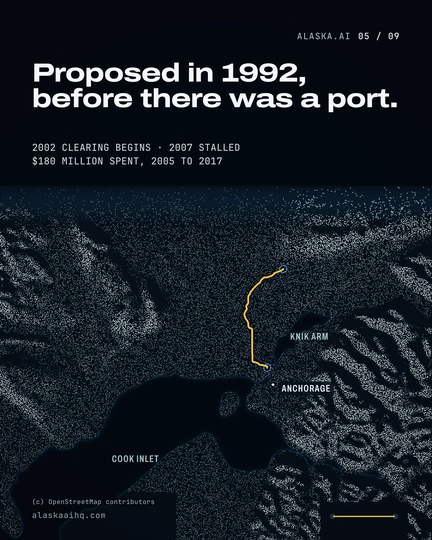 ALASKA.AI 05 / 09
Proposed in 1992,
before there was a port.
2002 CLEARING BEGINS · 2007 STALLED
$180 MILLION SPENT, 2005 TO 2017
KNIK ARM
ANCHORAGE
COOK INLET
(c) OpenStreetMap contributors
alaskaaihq.com